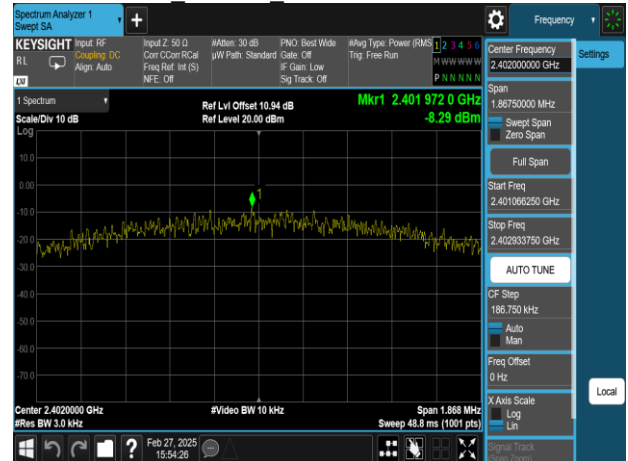 Spectrum Analyzer 1
Swept SA
Frequency
KEYSIGHT
RL
LXI
Input: RF
Coupling: DC
Align: Auto
Input Z: 50 Ω
Corr CCorr RCal
Freq Ref: Int (S)
NFE: Off
#Atten: 30 dB
µW Path: Standard
PNO: Best Wide
Gate: Off
IF Gain: Low
Sig Track: Off
#Avg Type: Power (RMS)
Trig: Free Run
1 2 3 4 5 6
M W W W W W
P N N N N N
1 Spectrum
Scale/Div 10 dB
Log
Ref Lvl Offset 10.94 dB
Ref Level 20.00 dBm
Mkr1 2.401 972 0 GHz
-8.29 dBm
10.0
0.00
1
-10.0
-20.0
-30.0
-40.0
-50.0
-60.0
-70.0
Center 2.4020000 GHz
#Res BW 3.0 kHz
#Video BW 10 kHz
Span 1.868 MHz
Sweep 48.8 ms (1001 pts)
Feb 27, 2025
15:54:26
Center Frequency
2.402000000 GHz
Settings
Span
1.86750000 MHz
Swept Span
Zero Span
Full Span
Start Freq
2.401066250 GHz
Stop Freq
2.402933750 GHz
AUTO TUNE
CF Step
186.750 kHz
Auto
Man
Freq Offset
0 Hz
X Axis Scale
Log
Lin
Local
Signal Track
(Span Zoom)